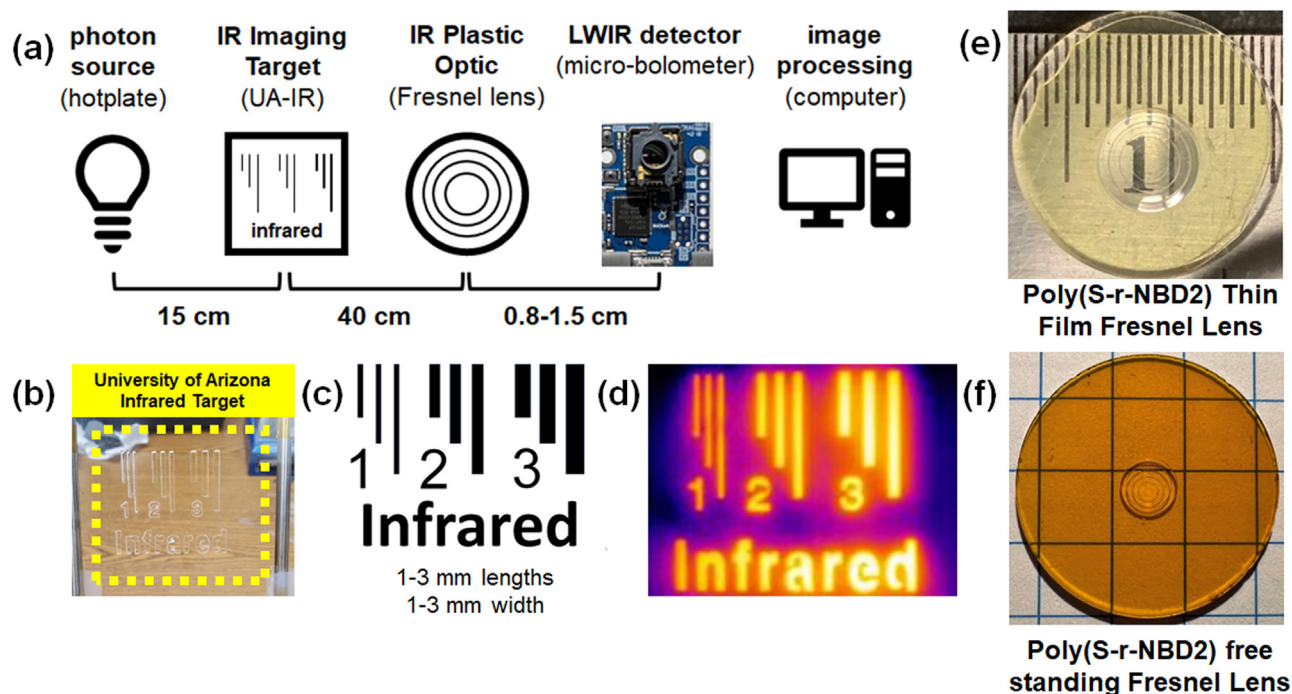 (a)
photon
source
(hotplate)
IR Imaging
Target
(UA-IR)
IR Plastic
Optic
(Fresnel lens)
LWIR detector
(micro-bolometer)
image
processing
(computer)
infrared
15 cm
40 cm
0.8-1.5 cm
(b)
University of Arizona
Infrared Target
1 2 3
Infrared
(c)
1 2 3
Infrared
1-3 mm lengths
1-3 mm width
(d)
1 2 3
Infrared
(e)
1
Poly(S-r-NBD2) Thin
Film Fresnel Lens
(f)
Poly(S-r-NBD2) free
standing Fresnel Lens